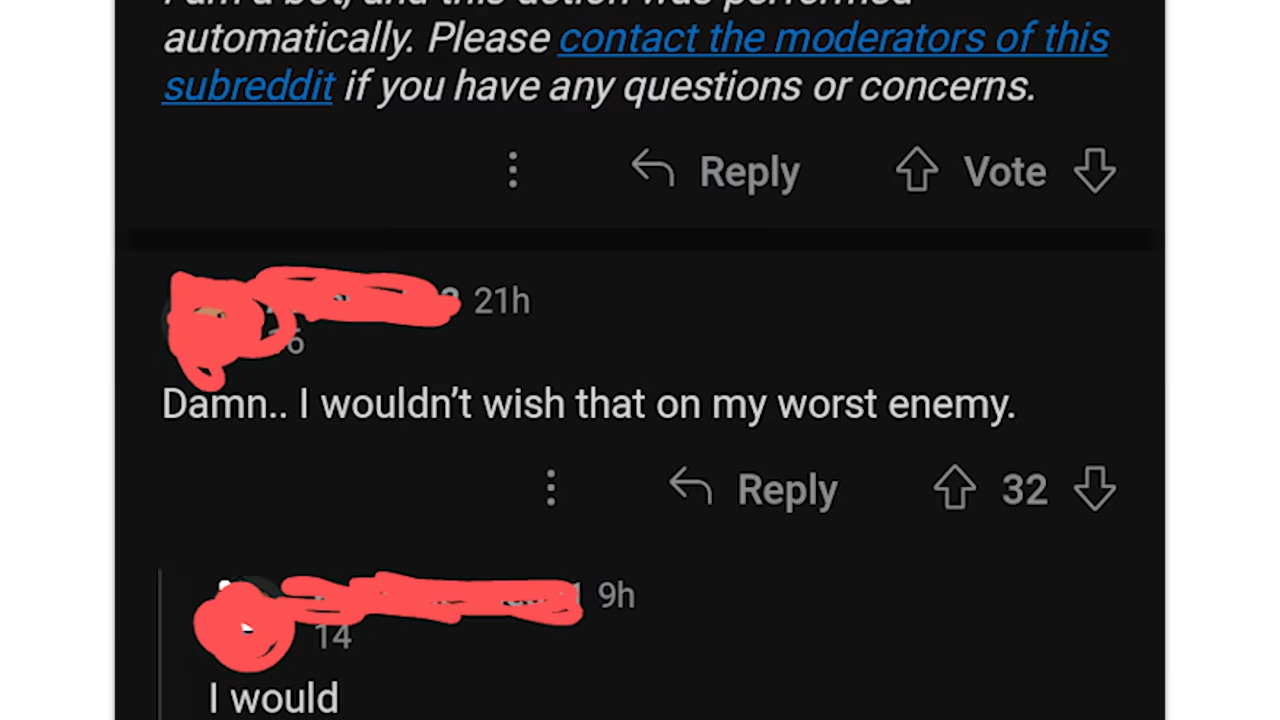 automatically. Please contact the moderators of this
subreddit if you have any questions or concerns.
Reply Vote
21h
Damn.. I wouldn’t wish that on my worst enemy.
Reply 32
9h
14
I would